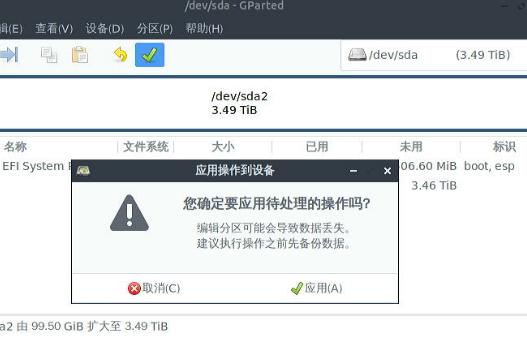 /dev/sda - GParted
辑(E) 查看(V) 设备(D) 分区(P) 帮助(H)
/dev/sda (3.49 TiB)
/dev/sda2
3.49 TiB
名称 文件系统 大小 已用 未用 标识
EFI System 06.60 MiB boot, esp
3.46 TiB
应用操作到设备
您确定要应用待处理的操作吗?
编辑分区可能会导致数据丢失。
建议执行操作之前先备份数据。
取消(C) 应用(A)
a2 由 99.50 GiB 扩大至 3.49 TiB